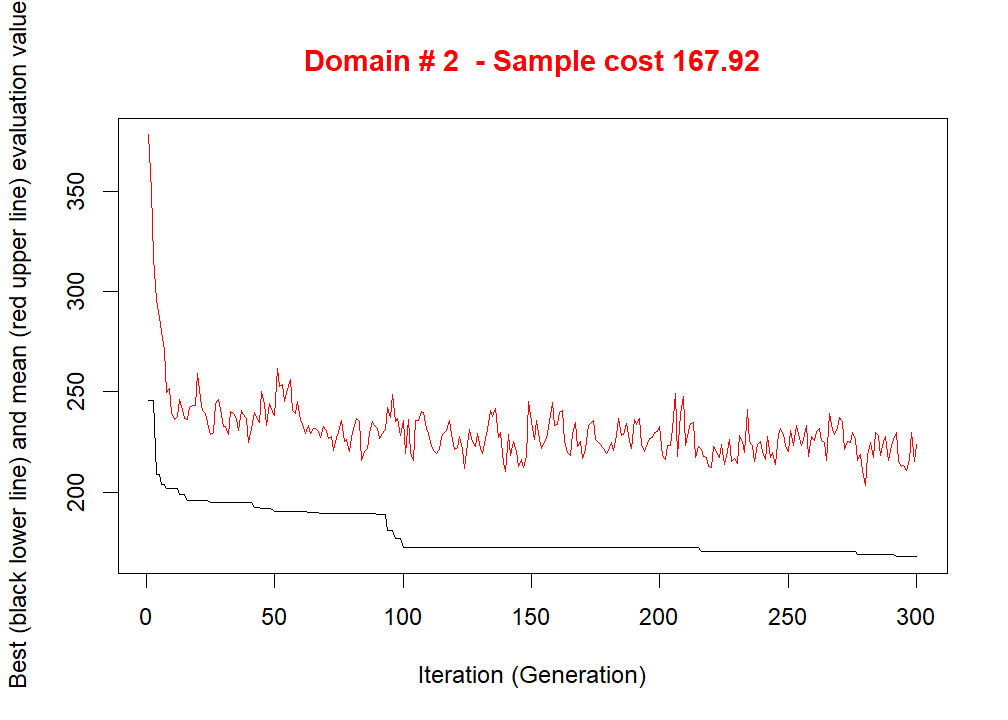 Domain # 2  - Sample cost 167.92
Best (black lower line) and mean (red upper line) evaluation value
350
300
250
200
0 50 100 150 200 250 300
Iteration (Generation)